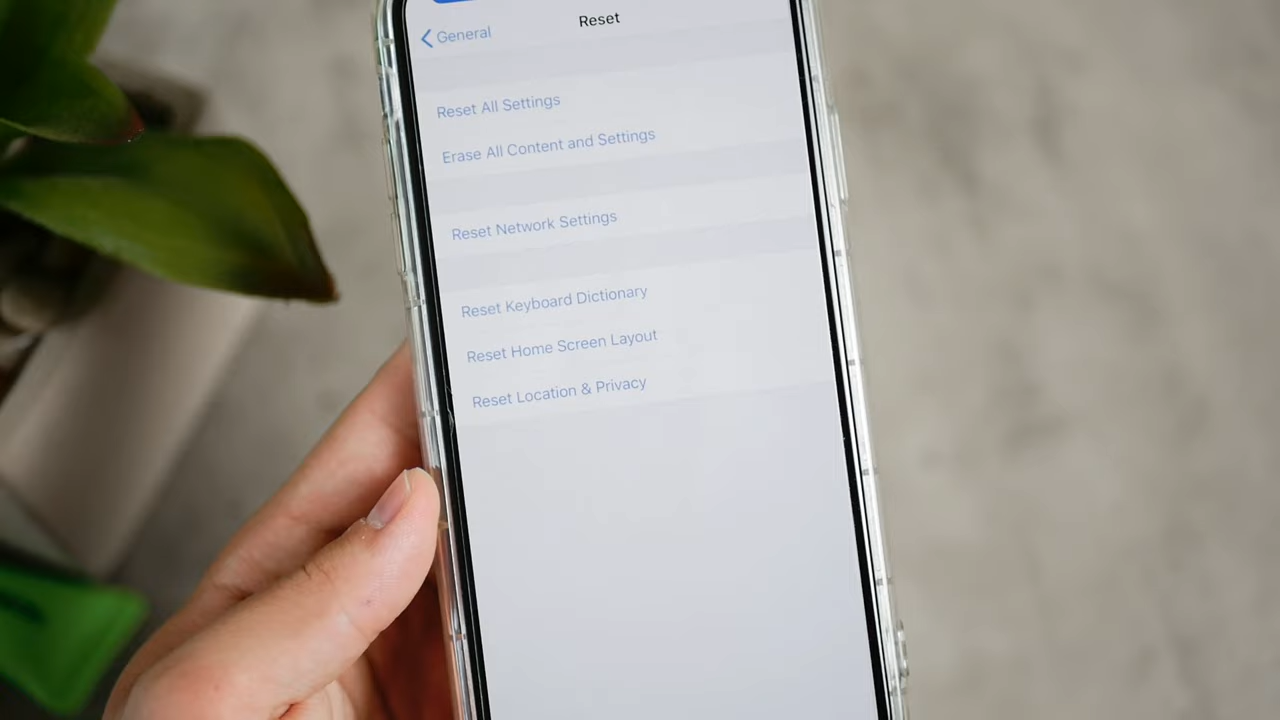 General
Reset
Reset All Settings
Erase All Content and Settings
Reset Network Settings
Reset Keyboard Dictionary
Reset Home Screen Layout
Reset Location & Privacy